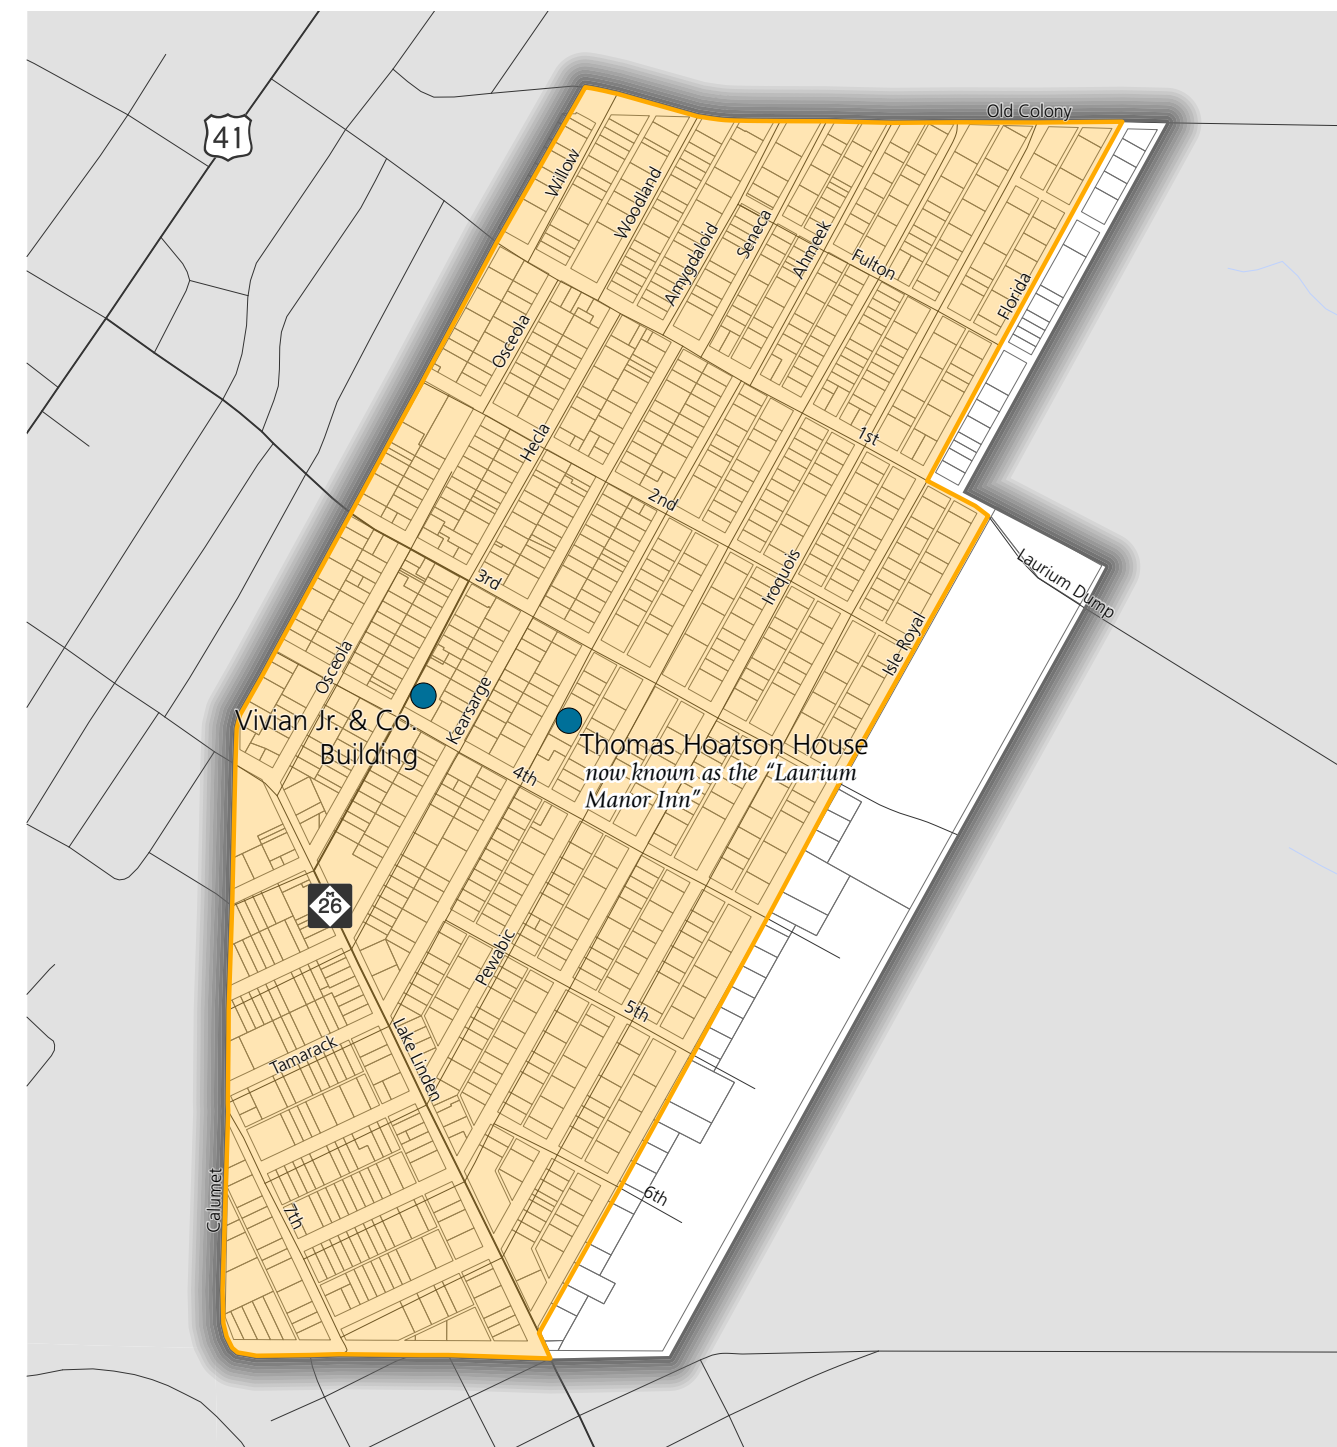 Old Colony
41
Willow
Woodland
Amygdaloid
Seneca
Ahmeek
Fulton
Florida
Osceola
Hecla
1st
2nd
3rd
Iroquois
Laurium Dump
Isle Royal
Osceola
Kearsarge
Vivian Jr. & Co.
Building
Thomas Hoatson House
now known as the “Laurium
Manor Inn”
4th
M
26
Pewabic
5th
Lake Linden
Tamarack
Calumet
7th
6th